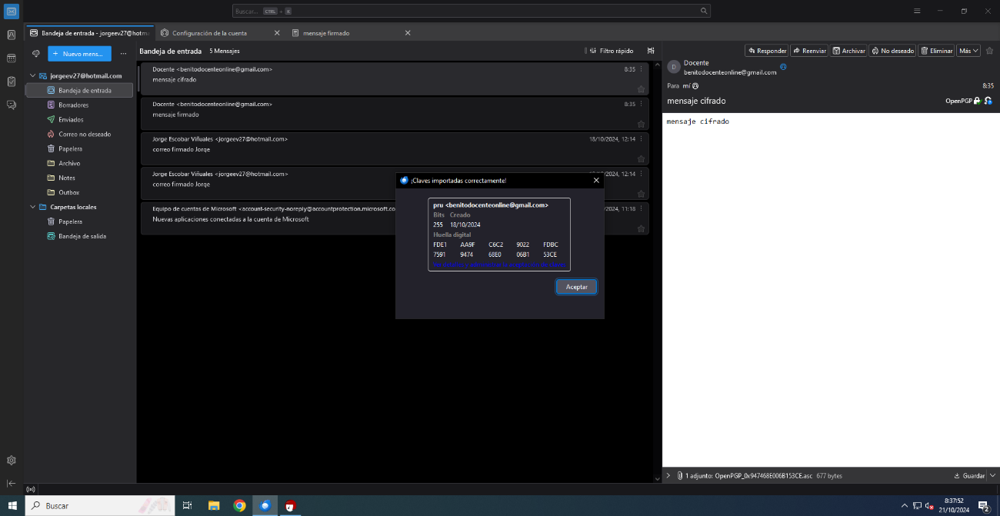 Buscar... CTRL + K
Bandeja de entrada - jorgeev27@hotm
Configuración de la cuenta
mensaje firmado
+ Nuevo mens...
jorgeev27@hotmail.com
Bandeja de entrada
Borradores
Enviados
Correo no deseado
Papelera
Archivo
Notes
Outbox
Carpetas locales
Papelera
Bandeja de salida
Bandeja de entrada 5 Mensajes
Filtro rápido
Docente <benitodocenteonline@gmail.com> 8:35
mensaje cifrado
Docente <benitodocenteonline@gmail.com> 8:35
mensaje firmado
Jorge Escobar Viñuales <jorgeev27@hotmail.com> 18/10/2024, 12:14
correo firmado Jorge
Jorge Escobar Viñuales <jorgeev27@hotmail.com> /2024, 12:14
correo firmado Jorge
Equipo de cuentas de Microsoft <account-security-noreply@accountprotection.microsoft.co /2024, 11:18
Nuevas aplicaciones conectadas a la cuenta de Microsoft
¡Claves importadas correctamente!
pru <benitodocenteonline@gmail.com>
Bits Creado
255 18/10/2024
Huella digital
FDE1 AA9F C6C2 9022 FDBC
7591 9474 68E0 06B1 53CE
Aceptar
Responder
Reenviar
Archivar
No deseado
Eliminar
Más
D
Docente
benitodocenteonline@gmail.com
Para mí 8:35
mensaje cifrado OpenPGP
mensaje cifrado
1 adjunto: OpenPGP_0x947468E006B153CE.asc 677 bytes Guardar
Buscar
8:37:52
21/10/2024
2